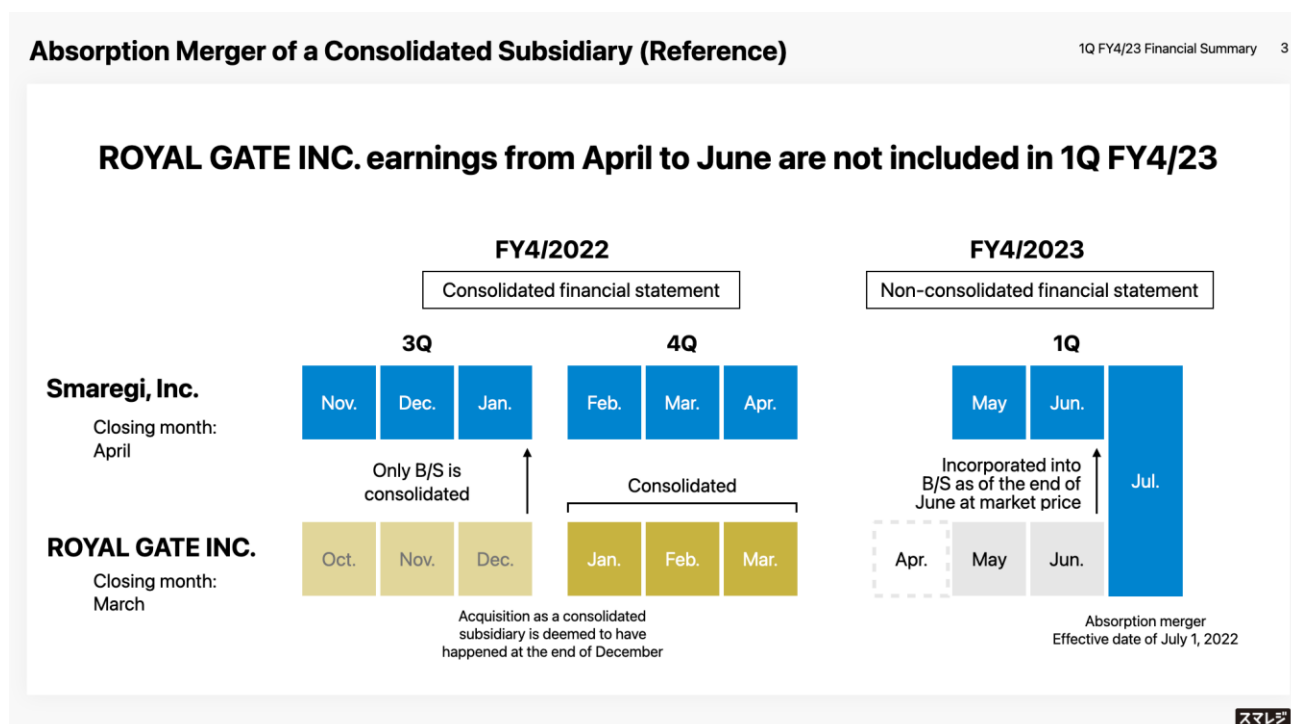 Absorption Merger of a Consolidated Subsidiary (Reference)
1Q FY4/23 Financial Summary 3
ROYAL GATE INC. earnings from April to June are not included in 1Q FY4/23
FY4/2022
FY4/2023
Consolidated financial statement
Non-consolidated financial statement
3Q
4Q
1Q
Smaregi, Inc.
Closing month:
April
Nov.
Dec.
Jan.
Feb.
Mar.
Apr.
May
Jun.
Jul.
Only B/S is
consolidated
Consolidated
Incorporated into
B/S as of the end of
June at market price
ROYAL GATE INC.
Closing month:
March
Oct.
Nov.
Dec.
Jan.
Feb.
Mar.
Apr.
May
Jun.
Acquisition as a consolidated
subsidiary is deemed to have
happened at the end of December
Absorption merger
Effective date of July 1, 2022
スマレジ